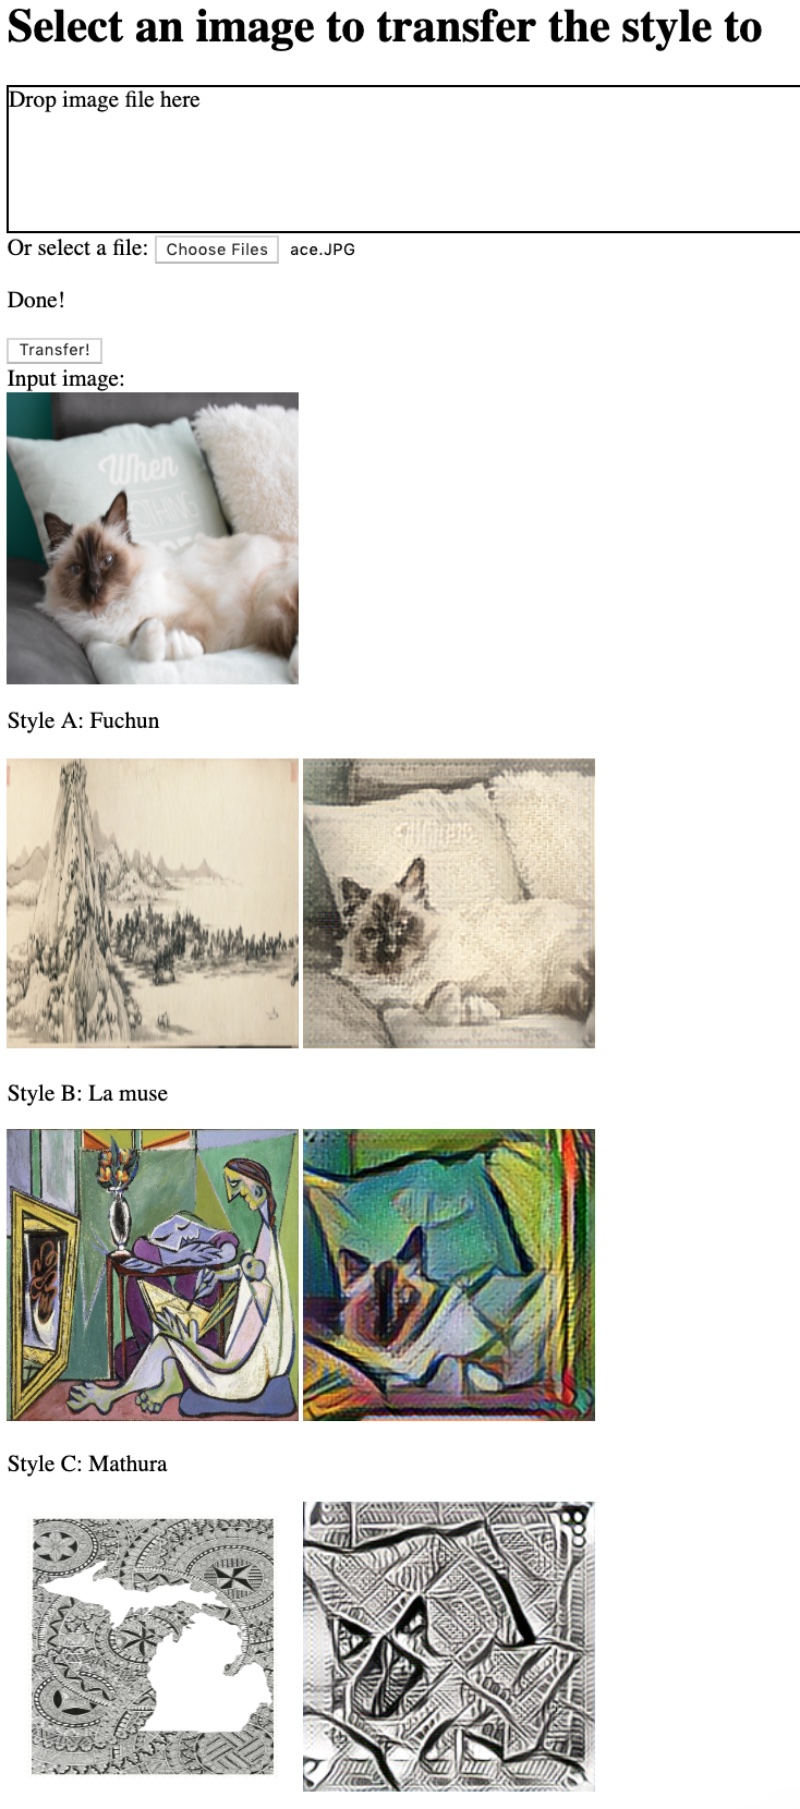 Select an image to transfer the style to
Drop image file here
Or select a file: Choose Files ace.JPG
Done!
Transfer!
Input image:
When
OTHING
Style A: Fuchun
Style B: La muse
Style C: Mathura